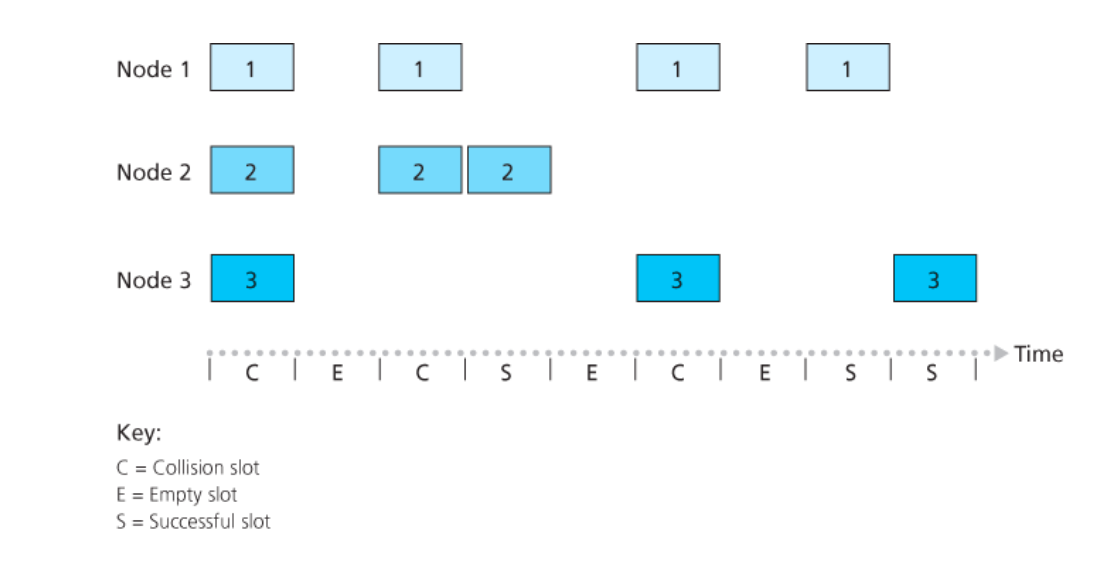 Node 1 1 1 1 1
Node 2 2 2 2
Node 3 3 3 3
Time
C E C S E C E S S
Key:
C = Collision slot
E = Empty slot
S = Successful slot